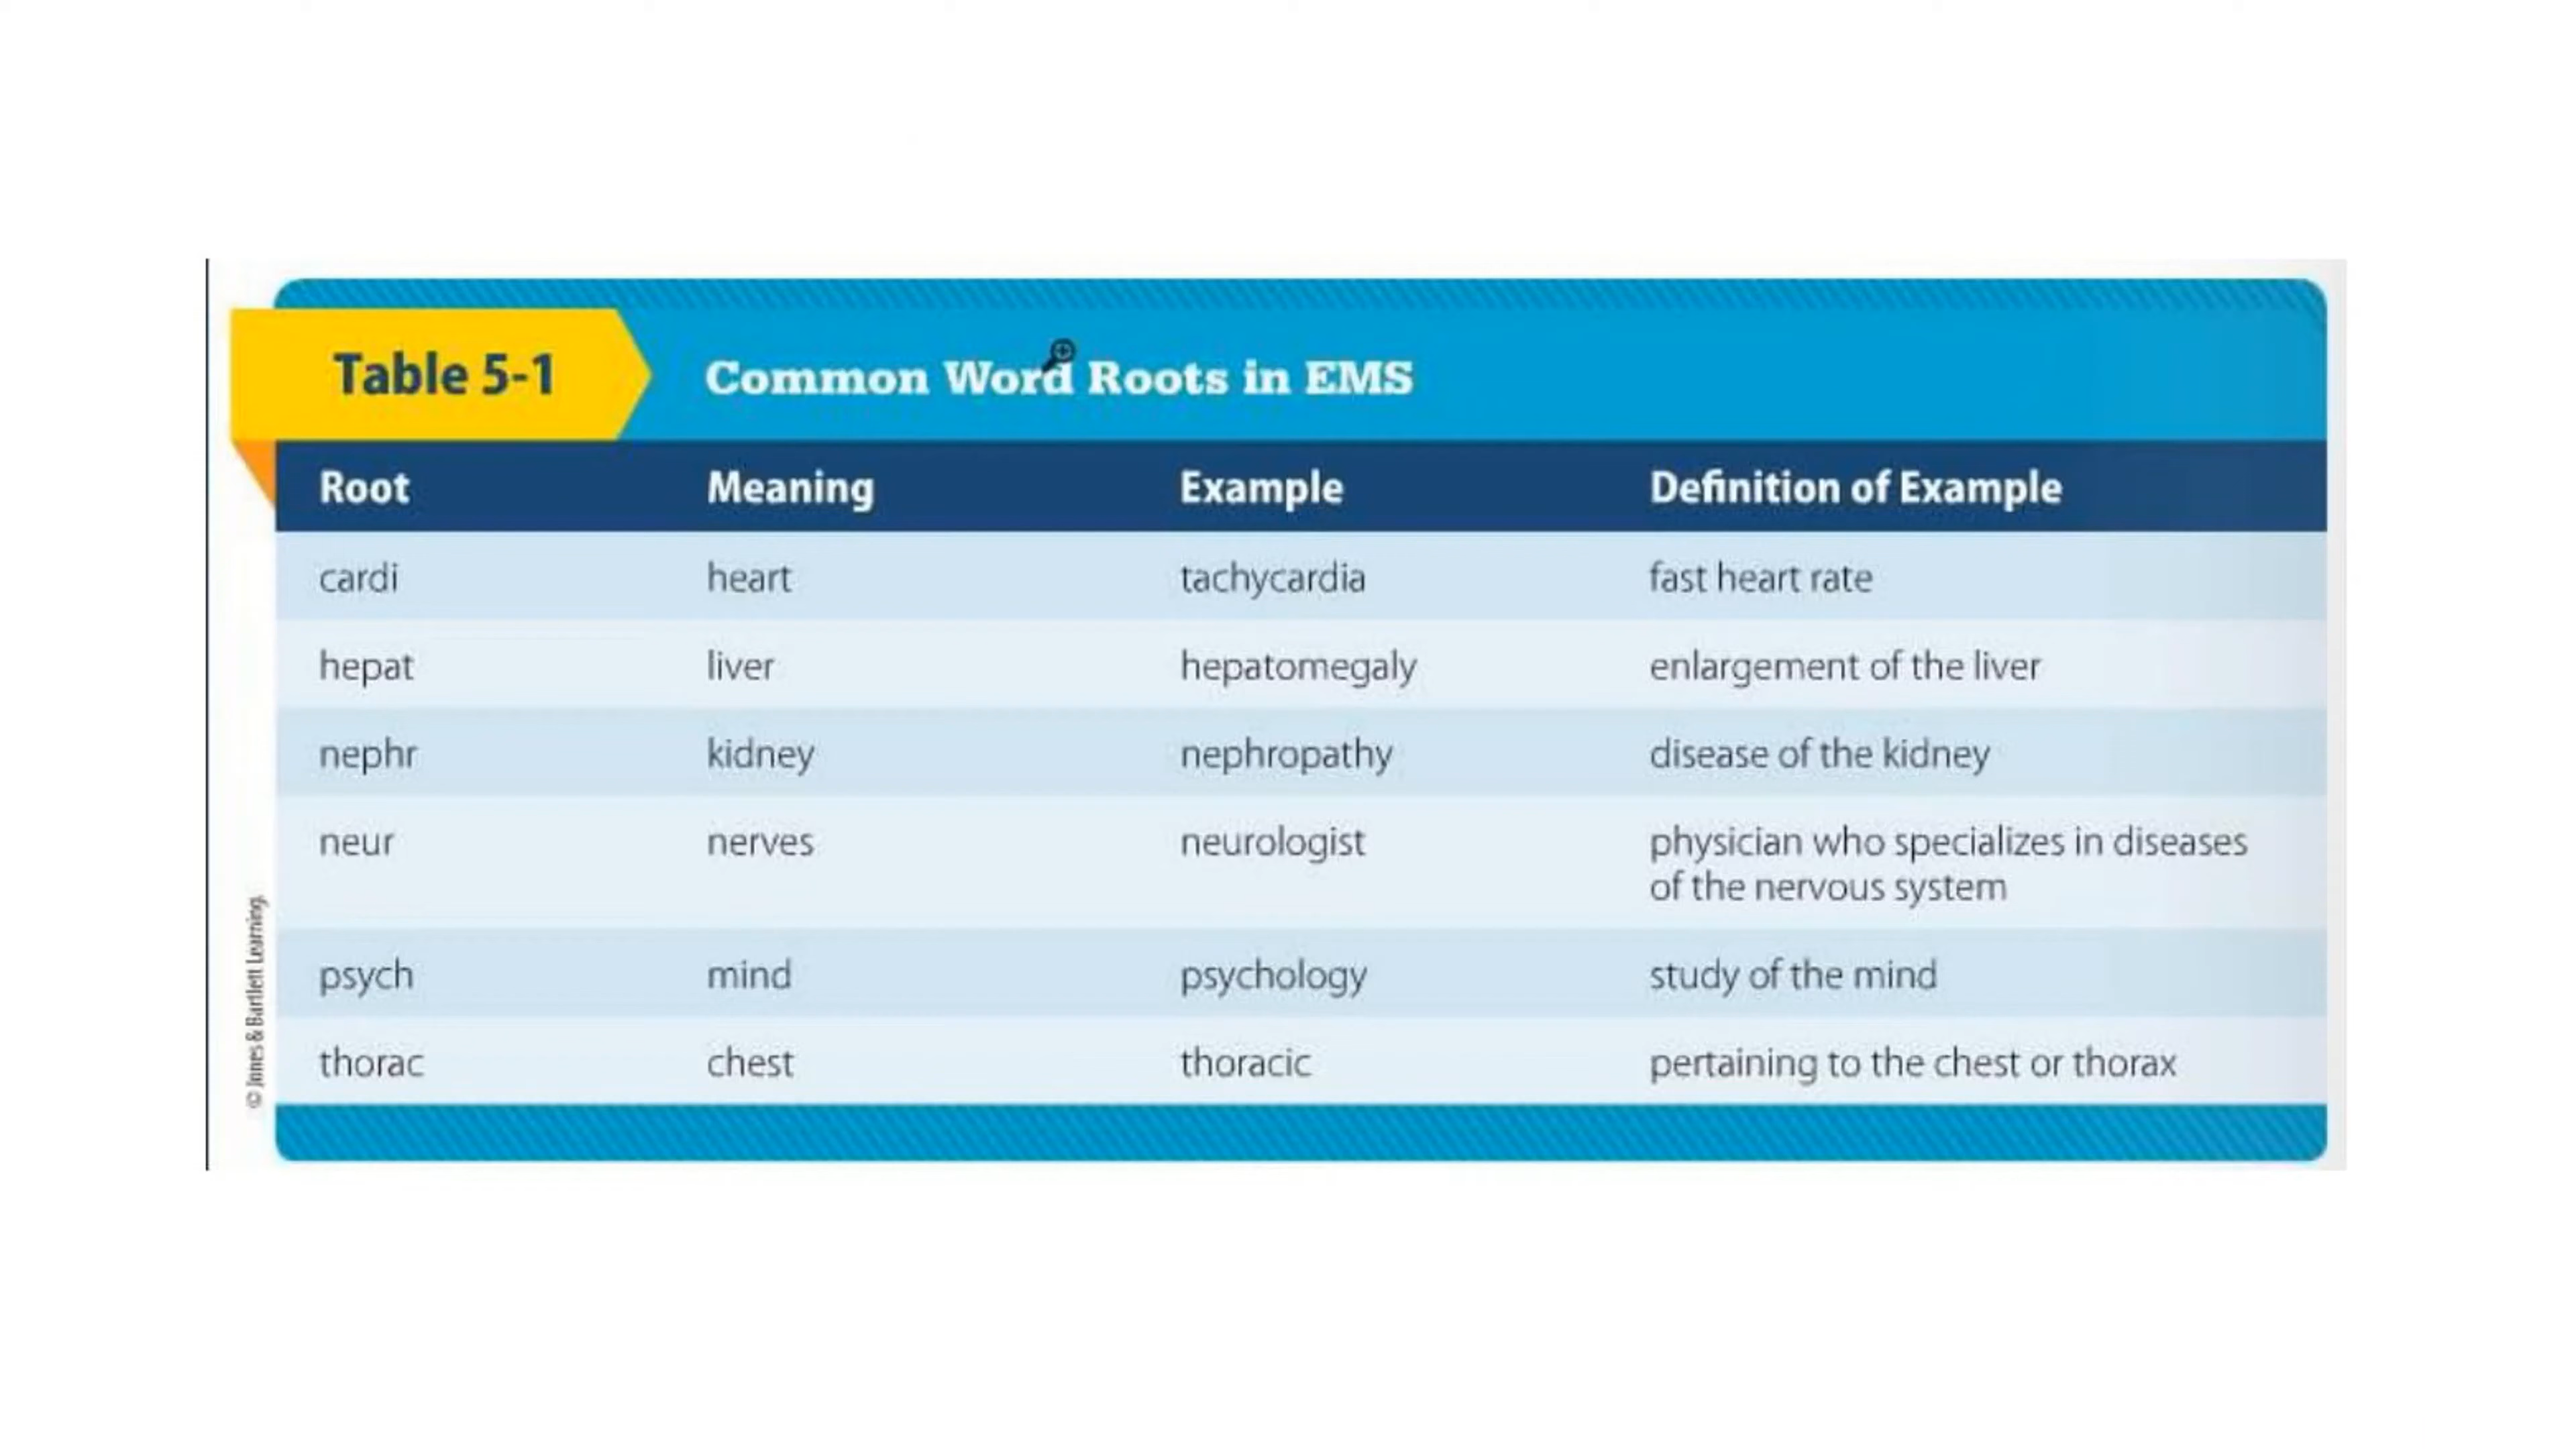 Table 5-1
Common Word Roots in EMS
Root Meaning Example Definition of Example
cardi heart tachycardia fast heart rate
hepat liver hepatomegaly enlargement of the liver
nephr kidney nephropathy disease of the kidney
neur nerves neurologist physician who specializes in diseases
of the nervous system
psych mind psychology study of the mind
thorac chest thoracic pertaining to the chest or thorax
© Jones & Bartlett Learning.